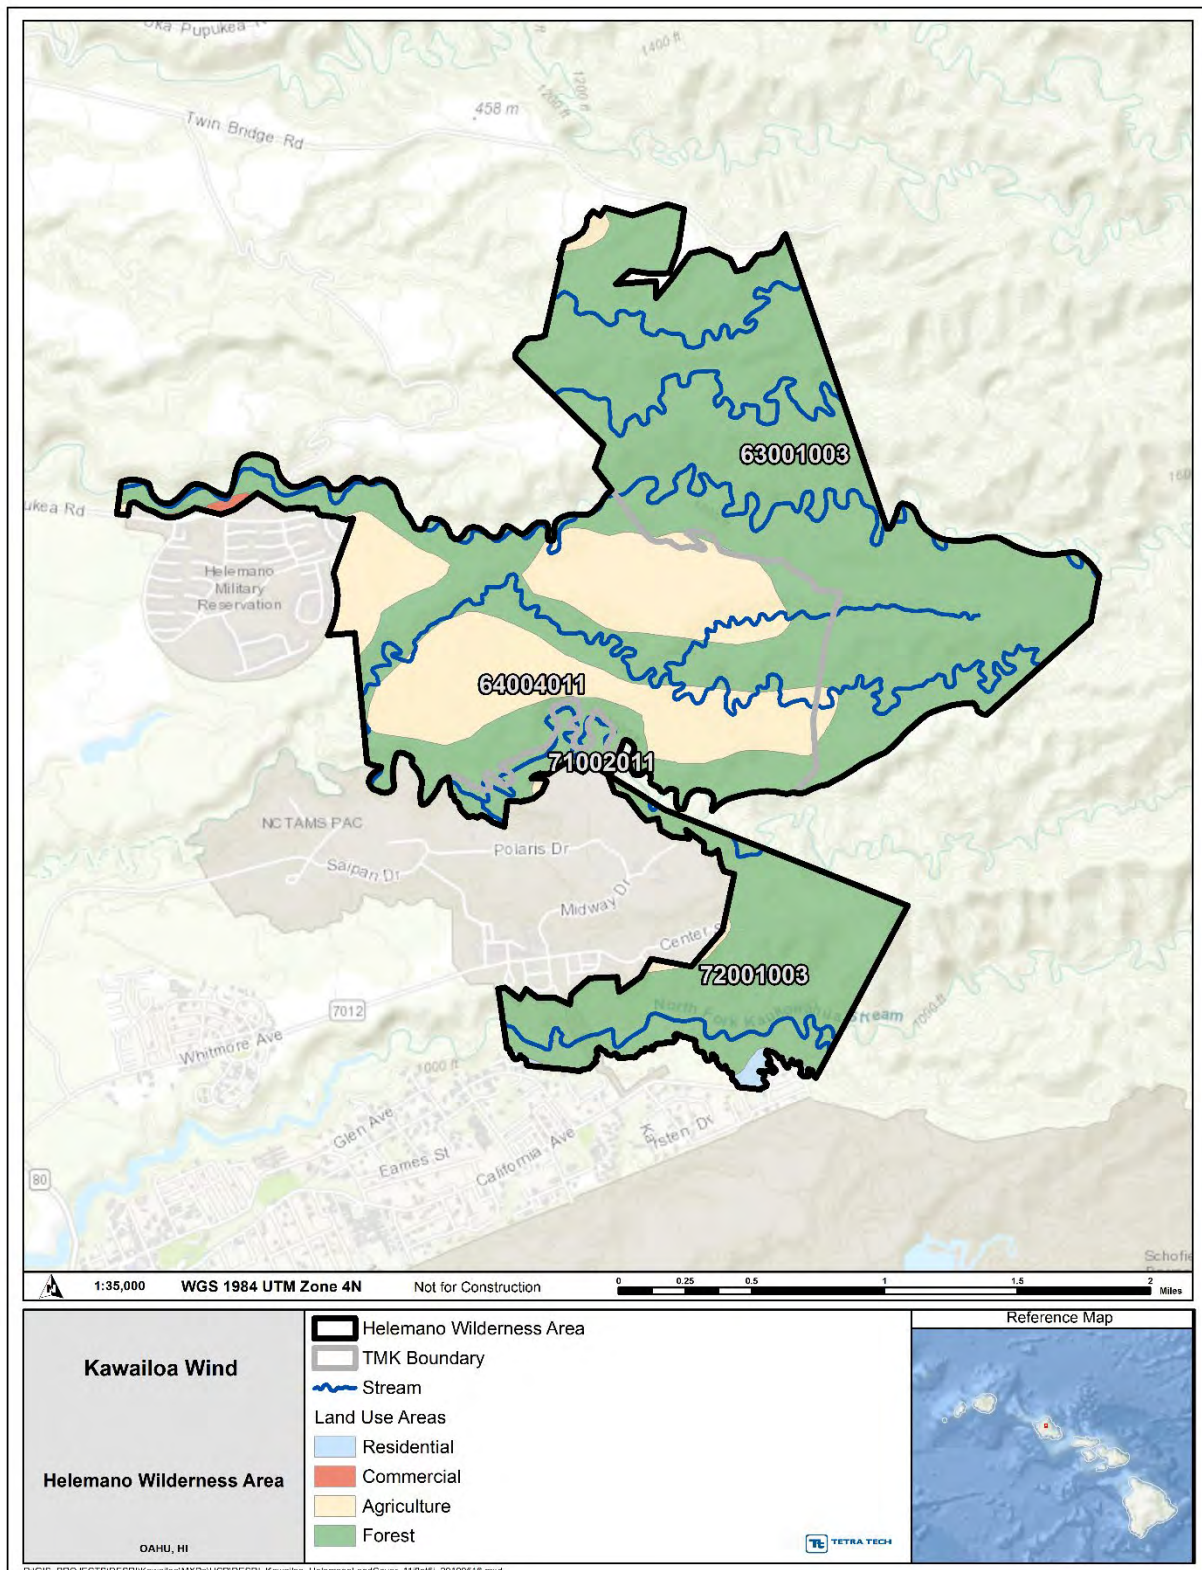 Pupukea
1400 ft
1200 ft
1200 ft
458 m
Twin Bridge Rd
63001003
ukea Rd
Helemano
Military
Reservation
64004011
71002011
NCTAMS PAC
Polaris Dr
Saipan Dr
Midway Dr
Center
72001003
North Fork Kaukonahua Stream
7012
Whitmore Ave
1000 ft
Glen Ave
Eames St
California Ave
80
Schofie
1:35,000 WGS 1984 UTM Zone 4N Not for Construction
0 0.25 0.5 1 1.5 2
Miles
Kawailoa Wind
Helemano Wilderness Area
OAHU, HI
Helemano Wilderness Area
TMK Boundary
Stream
Land Use Areas
Residential
Commercial
Agriculture
Forest
Tt TETRA TECH
Reference Map